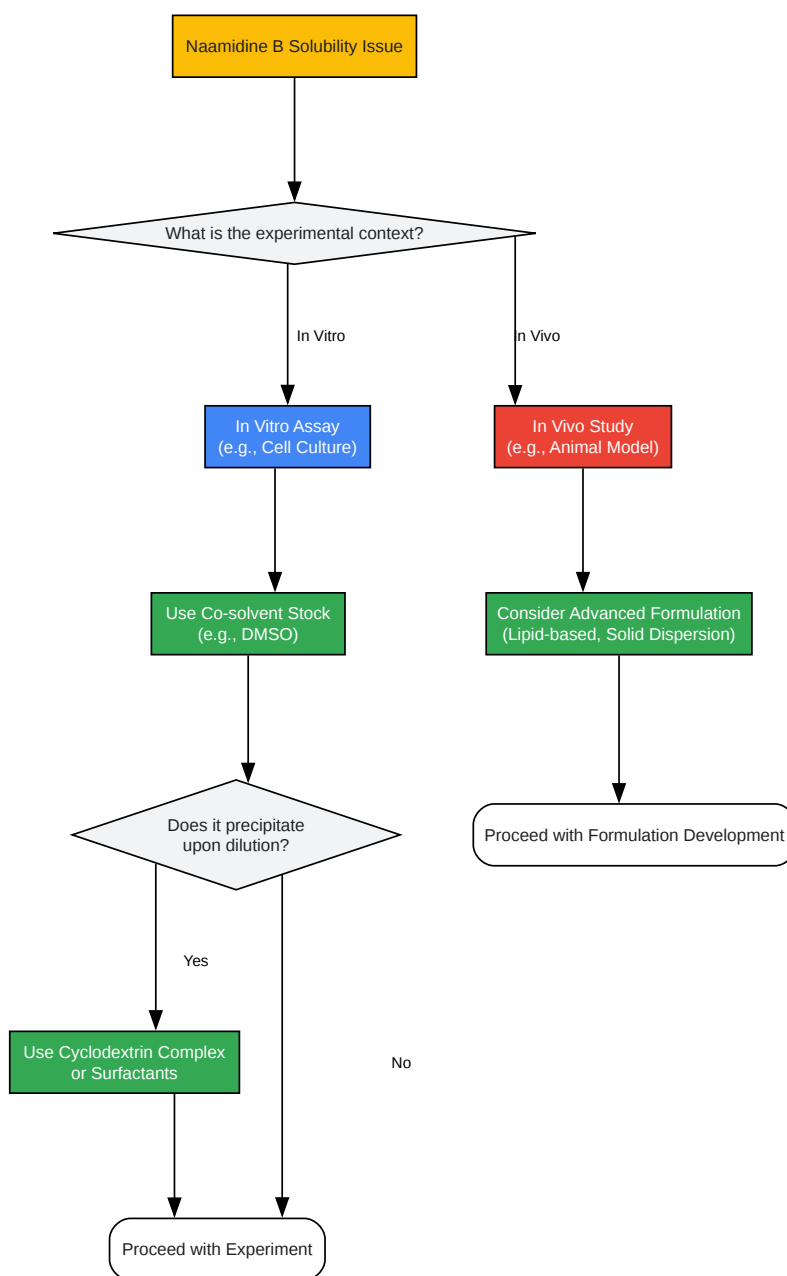 Naamidine B Solubility Issue
What is the experimental context?
In Vitro
In Vivo
In Vitro Assay
(e.g., Cell Culture)
In Vivo Study
(e.g., Animal Model)
Use Co-solvent Stock
(e.g., DMSO)
Consider Advanced Formulation
(Lipid-based, Solid Dispersion)
Does it precipitate
upon dilution?
Proceed with Formulation Development
Yes
Use Cyclodextrin Complex
or Surfactants
No
Proceed with Experiment